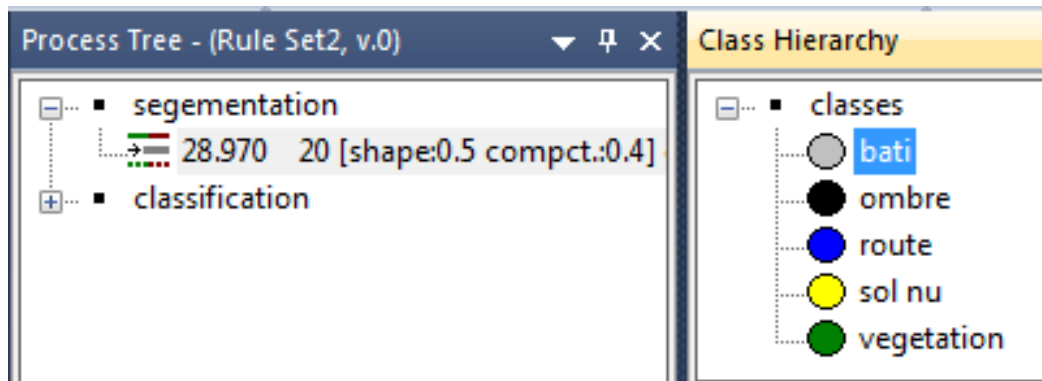 Process Tree - (Rule Set2, v.0)
segementation
28.970 20 [shape:0.5 compct.:0.4]
classification
Class Hierarchy
classes
bati
ombre
route
sol nu
vegetation